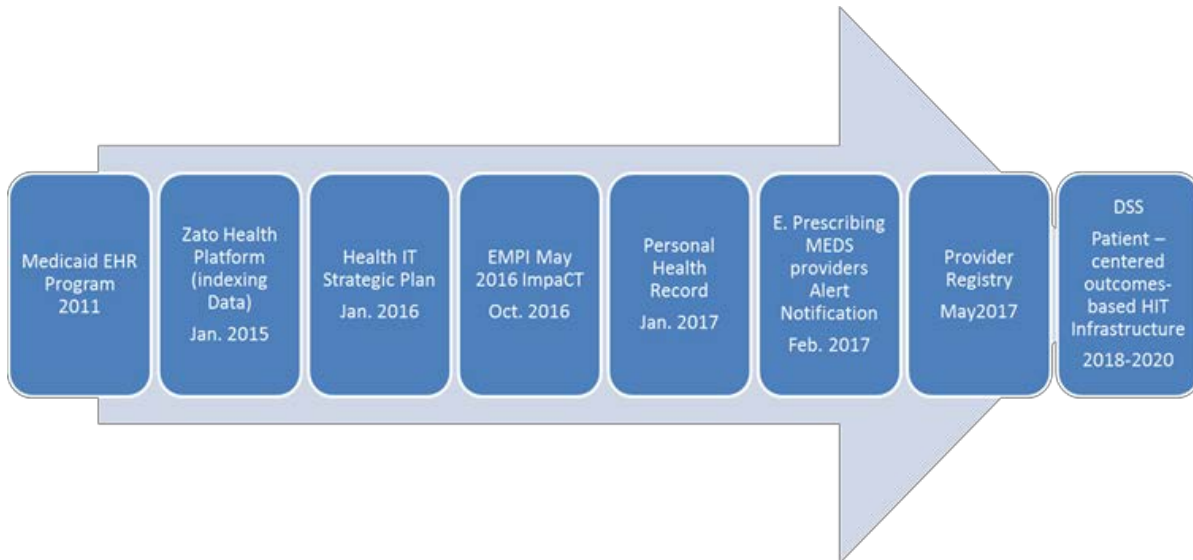 Medicaid EHR
Program
2011
Zato Health
Platform
(indexing
Data)
Jan. 2015
Health IT
Strategic Plan
Jan. 2016
EMPI May
2016 ImpaCT
Oct. 2016
Personal
Health
Record
Jan. 2017
E. Prescribing
MEDS
providers
Alert
Notification
Feb. 2017
Provider
Registry
May2017
DSS
Patient –
centered
outcomes-
based HIT
Infrastructure
2018-2020